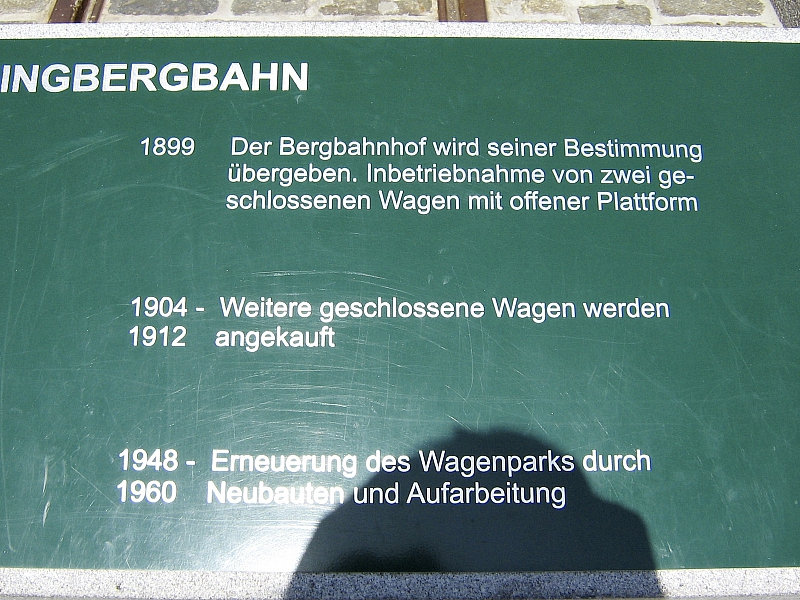 INGBERGBAHN
1899 Der Bergbahnhof wird seiner Bestimmung
übergeben. Inbetriebnahme von zwei ge-
schlossenen Wagen mit offener Plattform
1904 - Weitere geschlossene Wagen werden
1912 angekauft
1948 - Erneuerung des Wagenparks durch
1960 Neubauten und Aufarbeitung